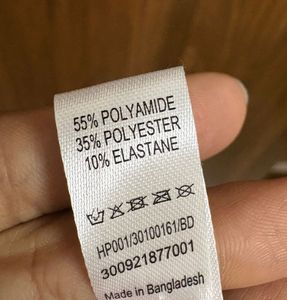 55% POLYAMIDE
35% POLYESTER
10% ELASTANE
HP001/30100161/BD
300921877001
Made in Bangladesh